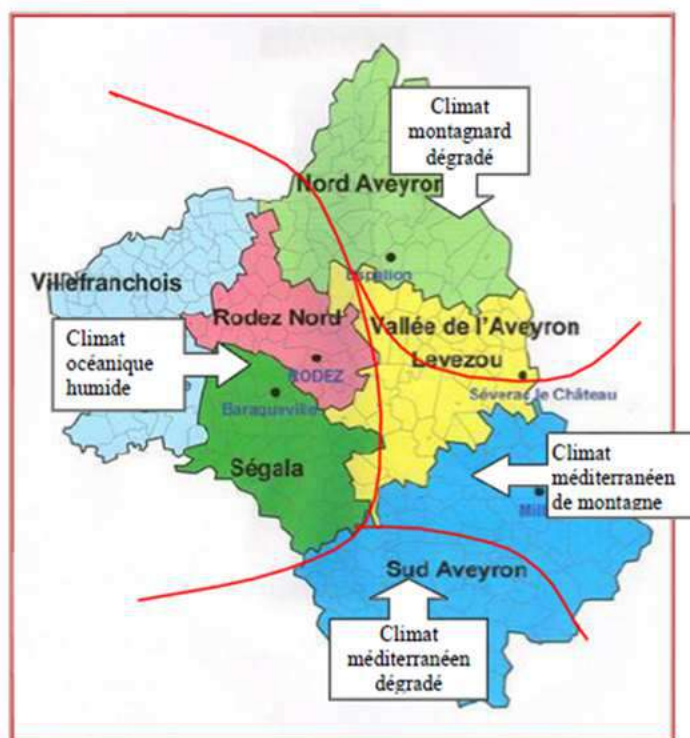 Climat
montagnard
dégradé
Nord Aveyron
Espalion
Villefranchois
Rodez Nord
Vallée de l'Aveyron
Levezou
Climat
océanique
humide
RODEZ
Baraqueville
Séverac le Château
Ségala
Climat
méditerranéen
de montagne
Sud Aveyron
Climat
méditerranéen
dégradé